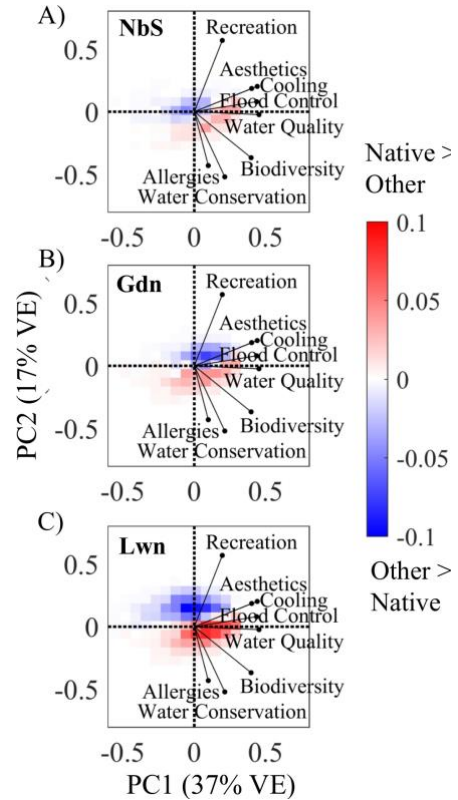 A)
NbS
Recreation
Aesthetics
Cooling
Flood Control
Water Quality
Biodiversity
Allergies
Water Conservation
0.5
0
-0.5
-0.5 0 0.5
B)
Gdn
Recreation
Aesthetics
Cooling
Flood Control
Water Quality
Biodiversity
Allergies
Water Conservation
0.5
0
-0.5
-0.5 0 0.5
C)
Lwn
Recreation
Aesthetics
Cooling
Flood Control
Water Quality
Biodiversity
Allergies
Water Conservation
0.5
0
-0.5
-0.5 0 0.5
PC1 (37% VE)
PC2 (17% VE)
Native >
Other
0.1
0.05
0
-0.05
-0.1
Other >
Native